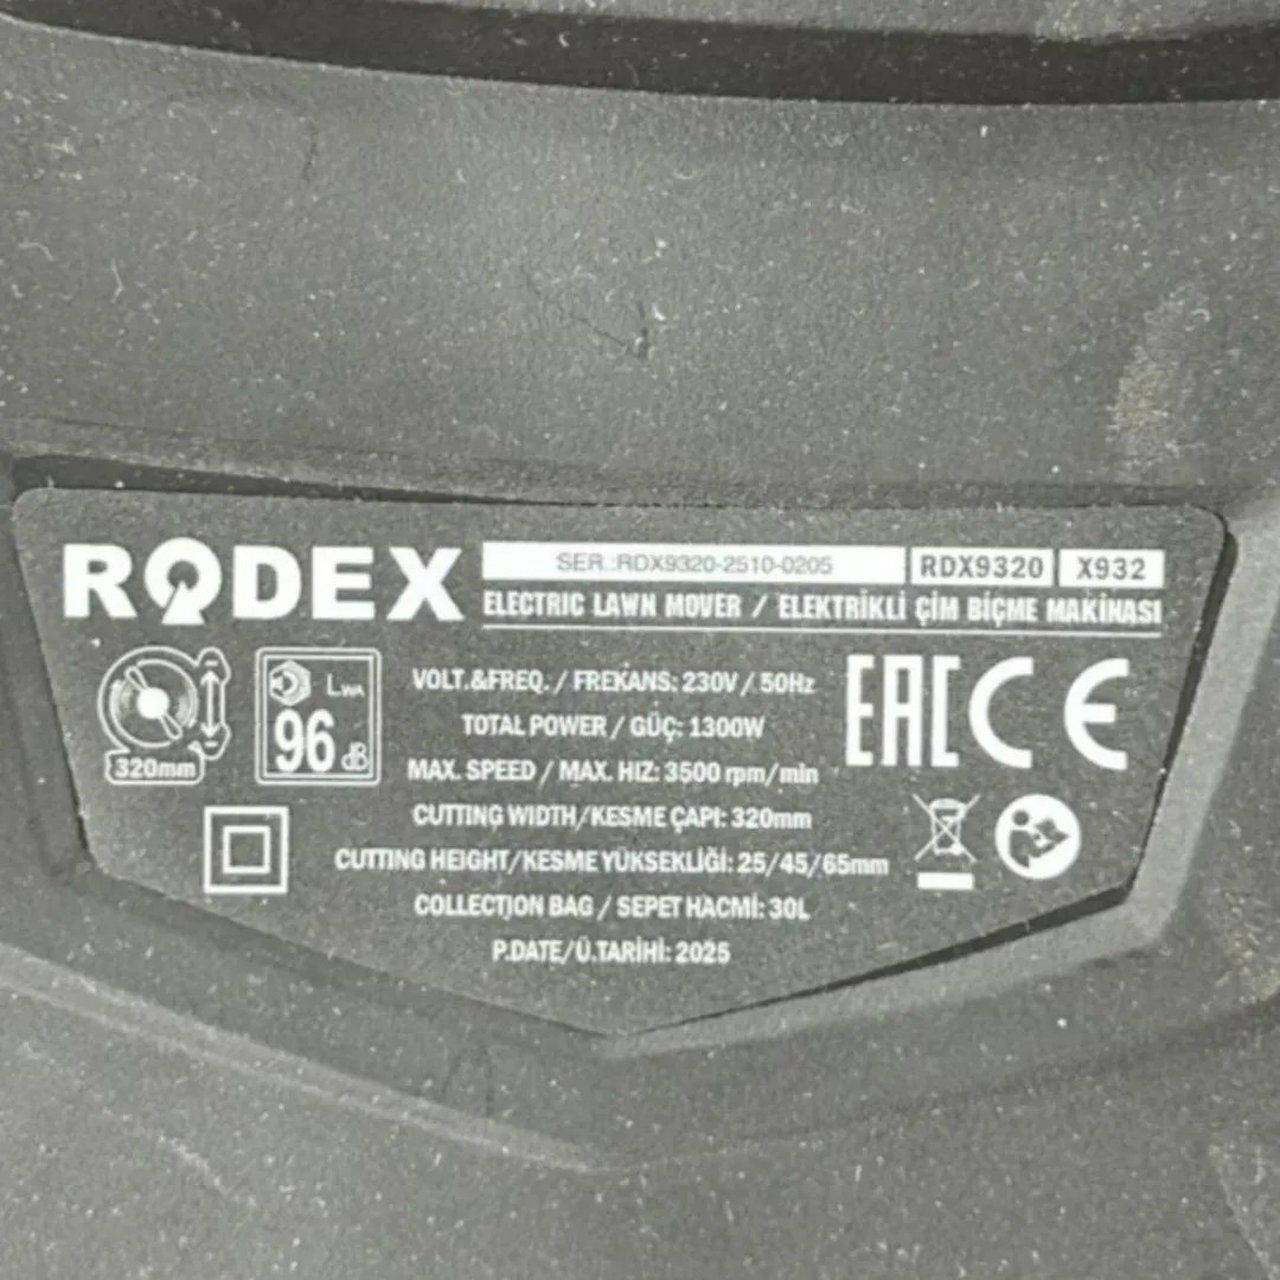 RODEX
SER.:RDX9320-2510-0205 RDX9320 X932
ELECTRIC LAWN MOVER / ELEKTRİKLİ ÇİM BİÇME MAKİNASI
320mm
LWA
96 dB
VOLT.&FREQ. / FREKANS: 230V / 50Hz
TOTAL POWER / GÜÇ: 1300W
MAX. SPEED / MAX. HIZ: 3500 rpm/min
CUTTING WIDTH/KESME ÇAPI: 320mm
CUTTING HEIGHT/KESME YÜKSEKLİĞİ: 25/45/65mm
COLLECTJON BAG / SEPET HACMİ: 30L
P.DATE/Ü.TARİHİ: 2025
EAC CE